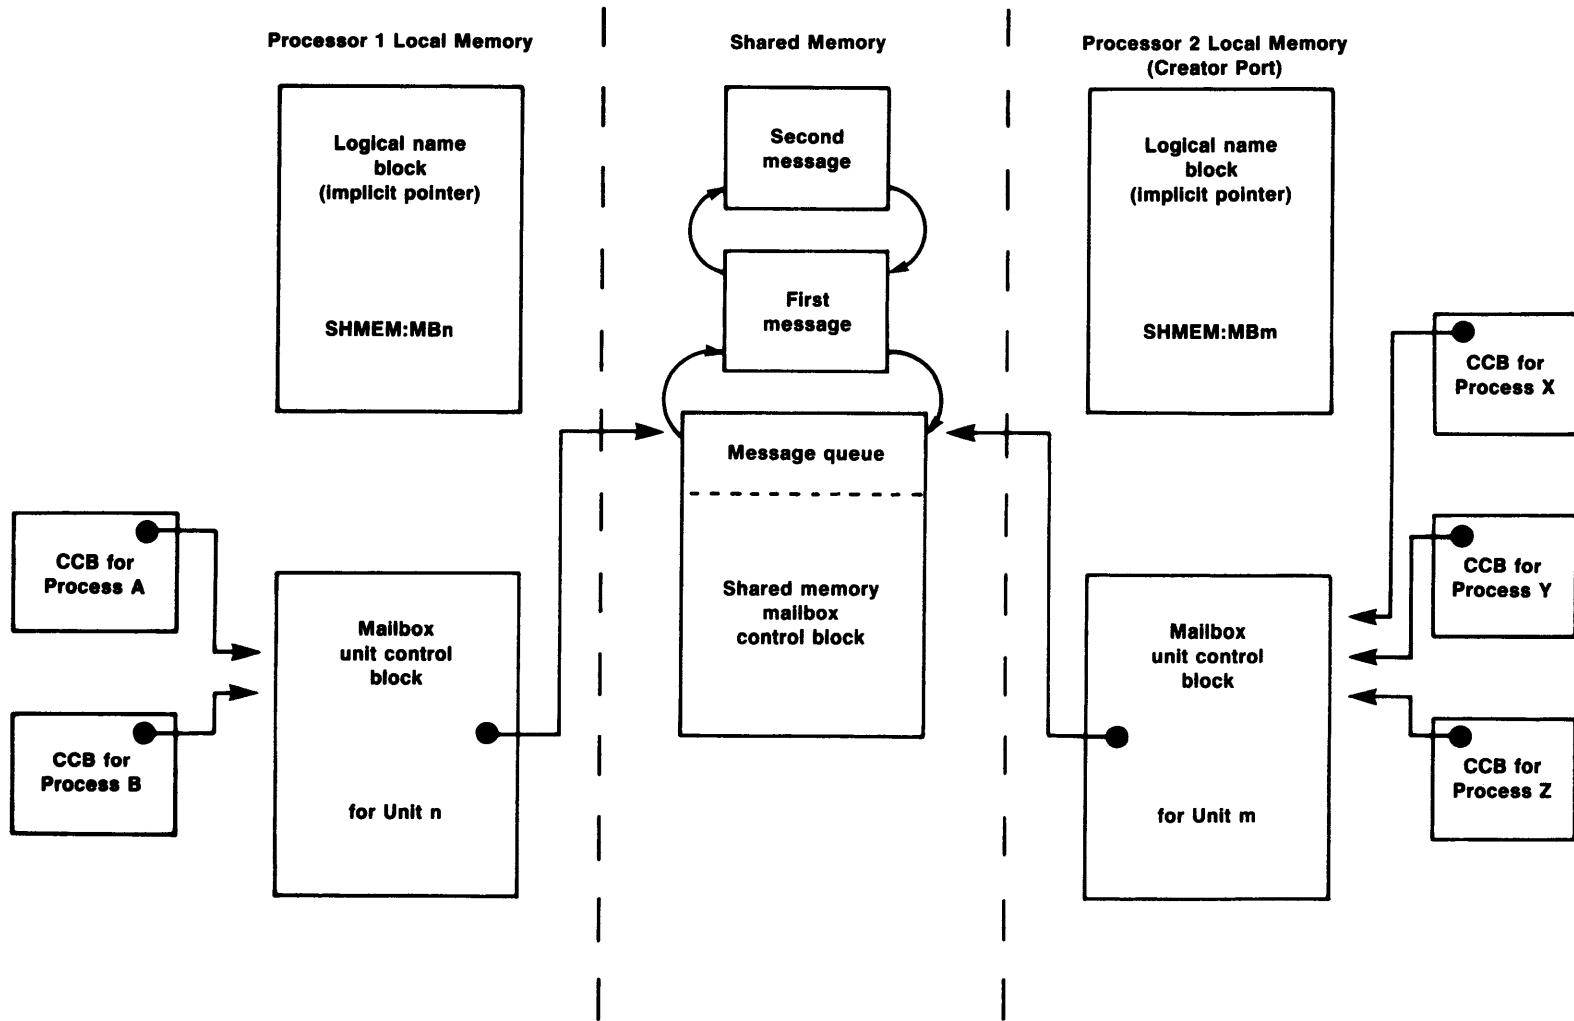 Processor 1 Local Memory
Shared Memory
Processor 2 Local Memory
(Creator Port)
Logical name
block
(implicit pointer)
SHMEM:MBn
Second
message
First
message
Message queue
Shared memory
mailbox
control block
Logical name
block
(implicit pointer)
SHMEM:MBm
CCB for
Process A
CCB for
Process B
Mailbox
unit control
block
for Unit n
Mailbox
unit control
block
for Unit m
CCB for
Process X
CCB for
Process Y
CCB for
Process Z